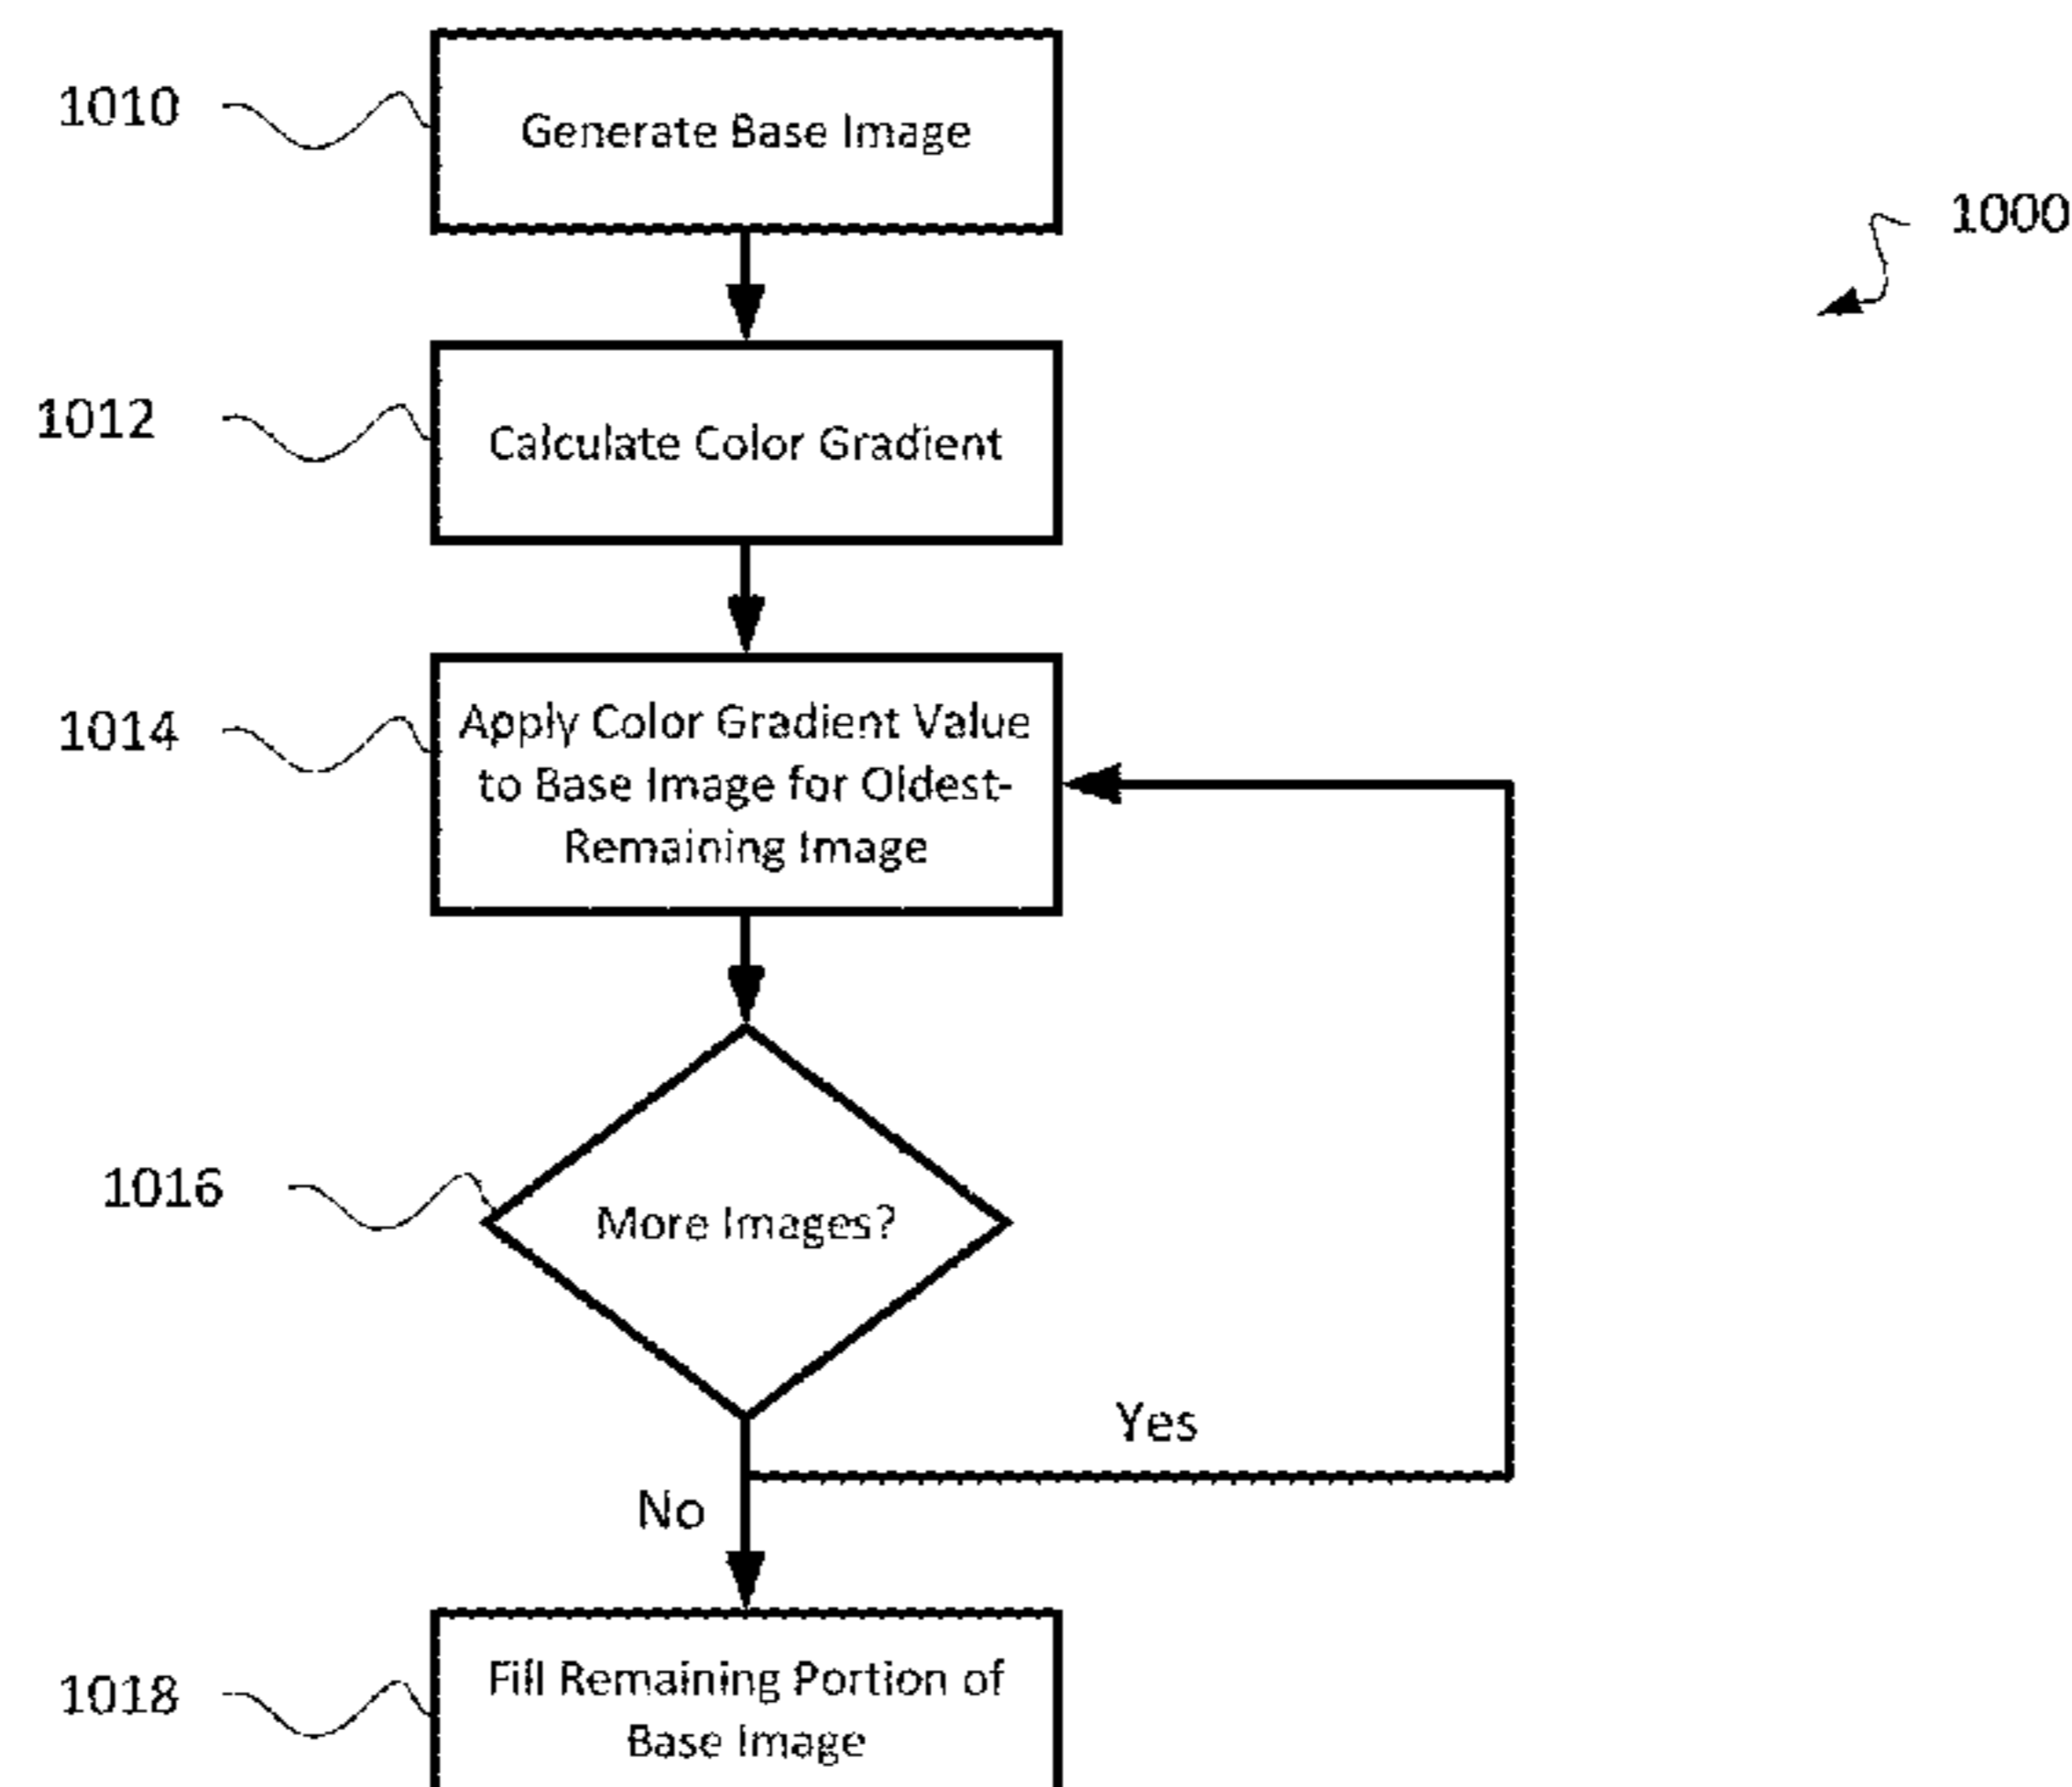 1010
Generate Base Image
1000
1012
Calculate Color Gradient
1014
Apply Color Gradient Value
to Base Image for Oldest-
Remaining Image
1016
More Images?
Yes
No
1018
Fill Remaining Portion of
Base Image